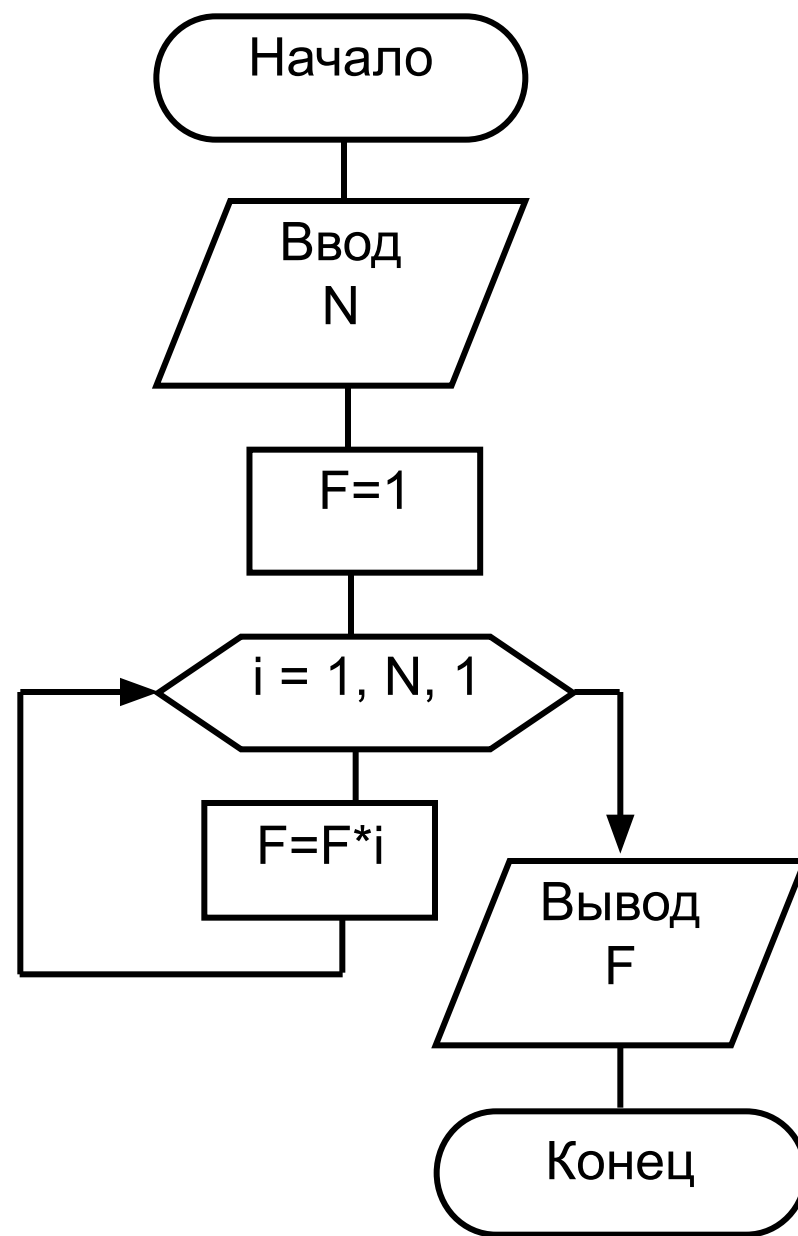 Начало
Ввод
N
F=1
i = 1, N, 1
F=F*i
Вывод
F
Конец